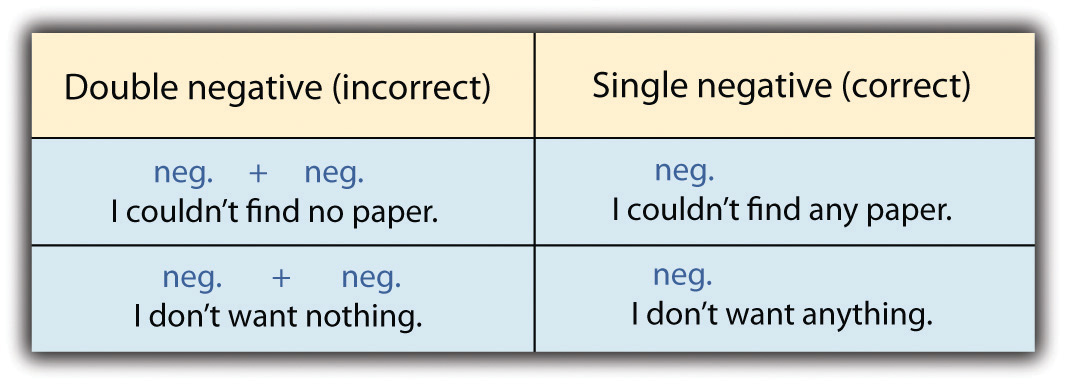 Double negative (incorrect)
Single negative (correct)
neg. + neg.
I couldn't find no paper.
neg.
I couldn't find any paper.
neg. + neg.
I don't want nothing.
neg.
I don't want anything.